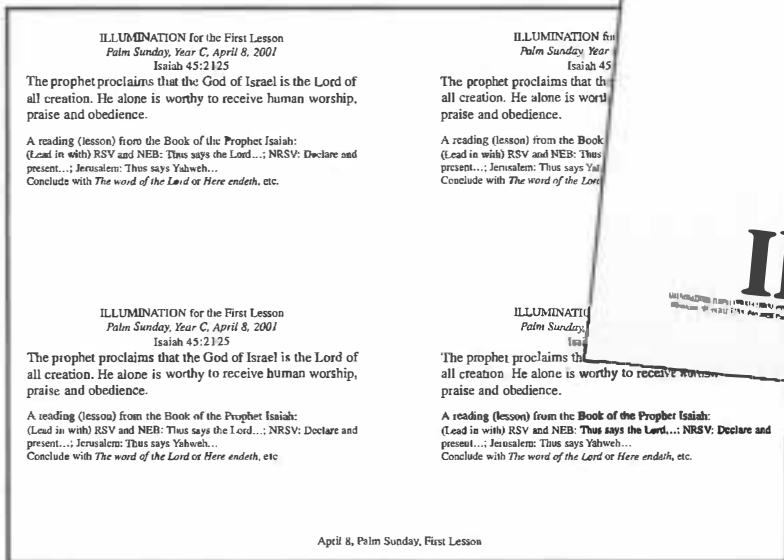 ILLUMINATION for the First Lesson
Palm Sunday, Year C, April 8, 2001
Isaiah 45:21-25
The prophet proclaims that the God of Israel is the Lord of
all creation. He alone is worthy to receive human worship,
praise and obedience.
A reading (lesson) from the Book of the Prophet Isaiah:
(Lead in with) RSV and NEB: Thus says the Lord...; NRSV: Declare and
present...; Jerusalem: Thus says Yahweh...
Conclude with The word of the Lord or Here endeth, etc.
ILLUMINATION for
Palm Sunday, Year
Isaiah 45
The prophet proclaims that th
all creation. He alone is wort
praise and obedience.
A reading (lesson) from the Book
(Lead in with) RSV and NEB: Thus
present...; Jerusalem: Thus says Ya
Conclude with The word of the Lord
ILLUMINATION for the First Lesson
Palm Sunday, Year C, April 8, 2001
Isaiah 45:21-25
The prophet proclaims that the God of Israel is the Lord of
all creation. He alone is worthy to receive human worship,
praise and obedience.
A reading (lesson) from the Book of the Prophet Isaiah:
(Lead in with) RSV and NEB: Thus says the Lord...; NRSV: Declare and
present...; Jerusalem: Thus says Yahweh...
Conclude with The word of the Lord or Here endeth, etc
ILLUMINATIO
Palm Sunday,
The prophet proclaims th
all creation He alone is worthy to receive
praise and obedience.
A reading (lesson) from the Book of the Prophet Isaiah:
(Lead in with) RSV and NEB: Thus says the Lord...: NRSV: Declare and
present...; Jerusalem: Thus says Yahweh...
Conclude with The word of the Lord or Here endeth, etc.
April 8, Palm Sunday, First Lesson